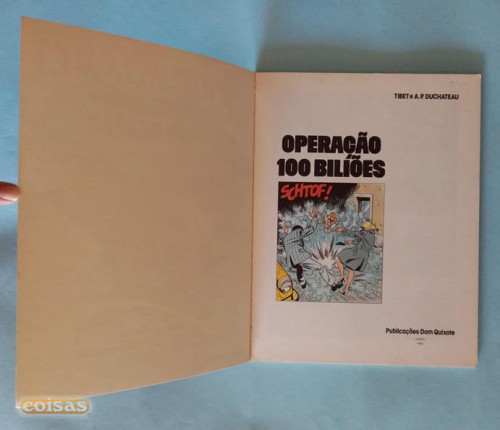 TIBET e A.P. DUCHATEAU
OPERAÇÃO
100 BILIÕES
SCHTOF!
Publicações Dom Quixote
coisas